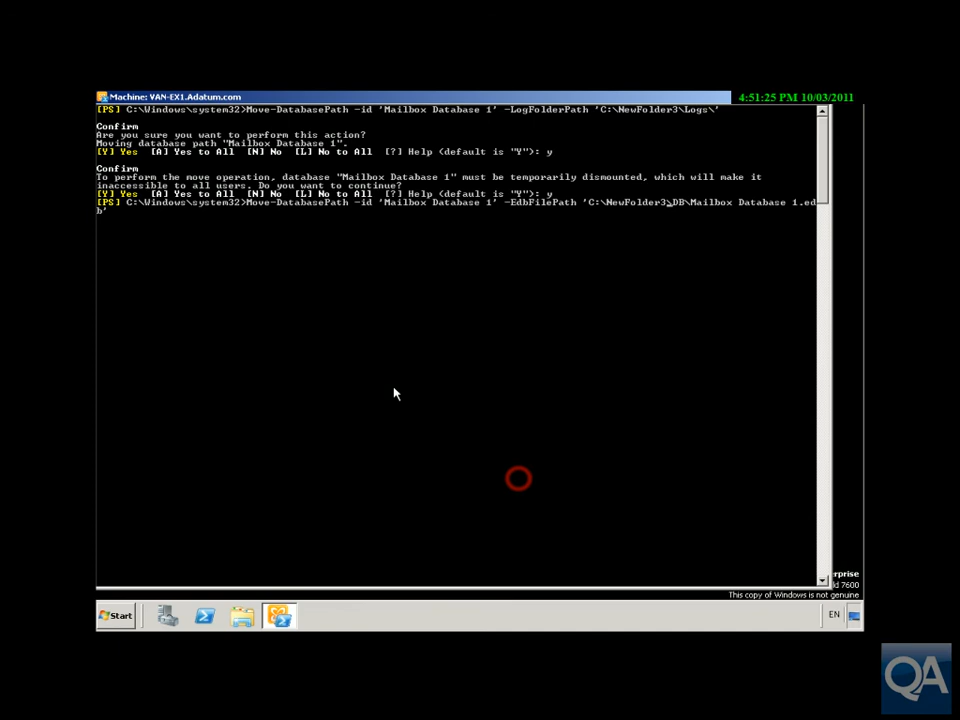 Machine: VAN-EX1.Adatum.com
4:51:25 PM 10/03/2011
[PS] C:\Windows\system32>Move-DatabasePath -id 'Mailbox Database 1' -LogFolderPath 'C:\NewFolder3\Logs\'
Confirm
Are you sure you want to perform this action?
Moving database path "Mailbox Database 1".
[Y] Yes [A] Yes to All [N] No [L] No to All [?] Help (default is "Y"): y
Confirm
To perform the move operation, database "Mailbox Database 1" must be temporarily dismounted, which will make it
inaccessible to all users. Do you want to continue?
[Y] Yes [A] Yes to All [N] No [L] No to All [?] Help (default is "Y"): y
[PS] C:\Windows\system32>Move-DatabasePath -id 'Mailbox Database 1' -EdbFilePath 'C:\NewFolder3\DB\Mailbox Database 1.ed
b'
rprise
ld 7600
This copy of Windows is not genuine
Start
EN
QA